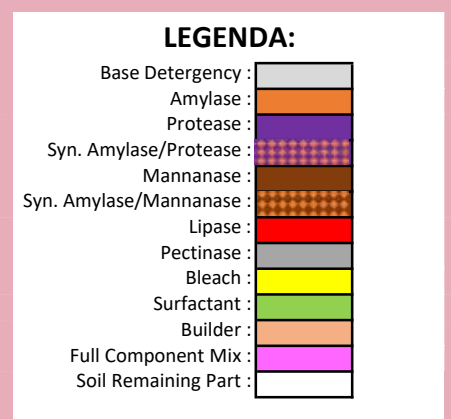 LEGENDA:
Base Detergency :
Amylase :
Protease :
Syn. Amylase/Protease :
Mannanase :
Syn. Amylase/Mannanase :
Lipase :
Pectinase :
Bleach :
Surfactant :
Builder :
Full Component Mix :
Soil Remaining Part :